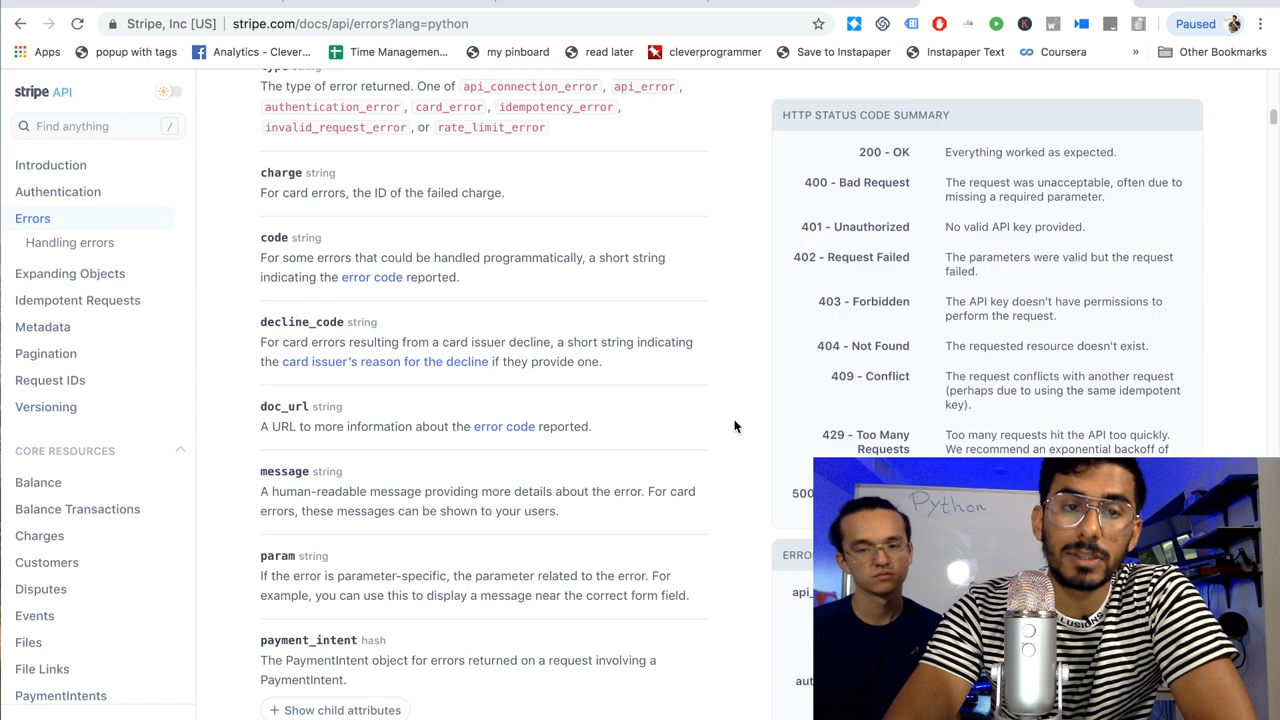 Stripe, Inc [US]
stripe.com/docs/api/errors?lang=python
Paused
Apps
popup with tags
Analytics - Clever...
Time Managemen...
my pinboard
read later
cleverprogrammer
Save to Instapaper
Instapaper Text
Coursera
»
Other Bookmarks
stripe API
Find anything
/
Introduction
Authentication
Errors
Handling errors
Expanding Objects
Idempotent Requests
Metadata
Pagination
Request IDs
Versioning
CORE RESOURCES
Balance
Balance Transactions
Charges
Customers
Disputes
Events
Files
File Links
PaymentIntents
The type of error returned. One of api_connection_error, api_error,
authentication_error, card_error, idempotency_error,
invalid_request_error, or rate_limit_error
charge string
For card errors, the ID of the failed charge.
code string
For some errors that could be handled programmatically, a short string
indicating the error code reported.
decline_code string
For card errors resulting from a card issuer decline, a short string indicating
the card issuer's reason for the decline if they provide one.
doc_url string
A URL to more information about the error code reported.
message string
A human-readable message providing more details about the error. For card
errors, these messages can be shown to your users.
param string
If the error is parameter-specific, the parameter related to the error. For
example, you can use this to display a message near the correct form field.
payment_intent hash
The PaymentIntent object for errors returned on a request involving a
PaymentIntent.
+ Show child attributes
HTTP STATUS CODE SUMMARY
200 - OK
Everything worked as expected.
400 - Bad Request
The request was unacceptable, often due to
missing a required parameter.
401 - Unauthorized
No valid API key provided.
402 - Request Failed
The parameters were valid but the request
failed.
403 - Forbidden
The API key doesn't have permissions to
perform the request.
404 - Not Found
The requested resource doesn't exist.
409 - Conflict
The request conflicts with another request
(perhaps due to using the same idempotent
key).
429 - Too Many
Requests
Too many requests hit the API too quickly.
We recommend an exponential backoff of
500
ERRO
api_
aut
Python
LUSIONS